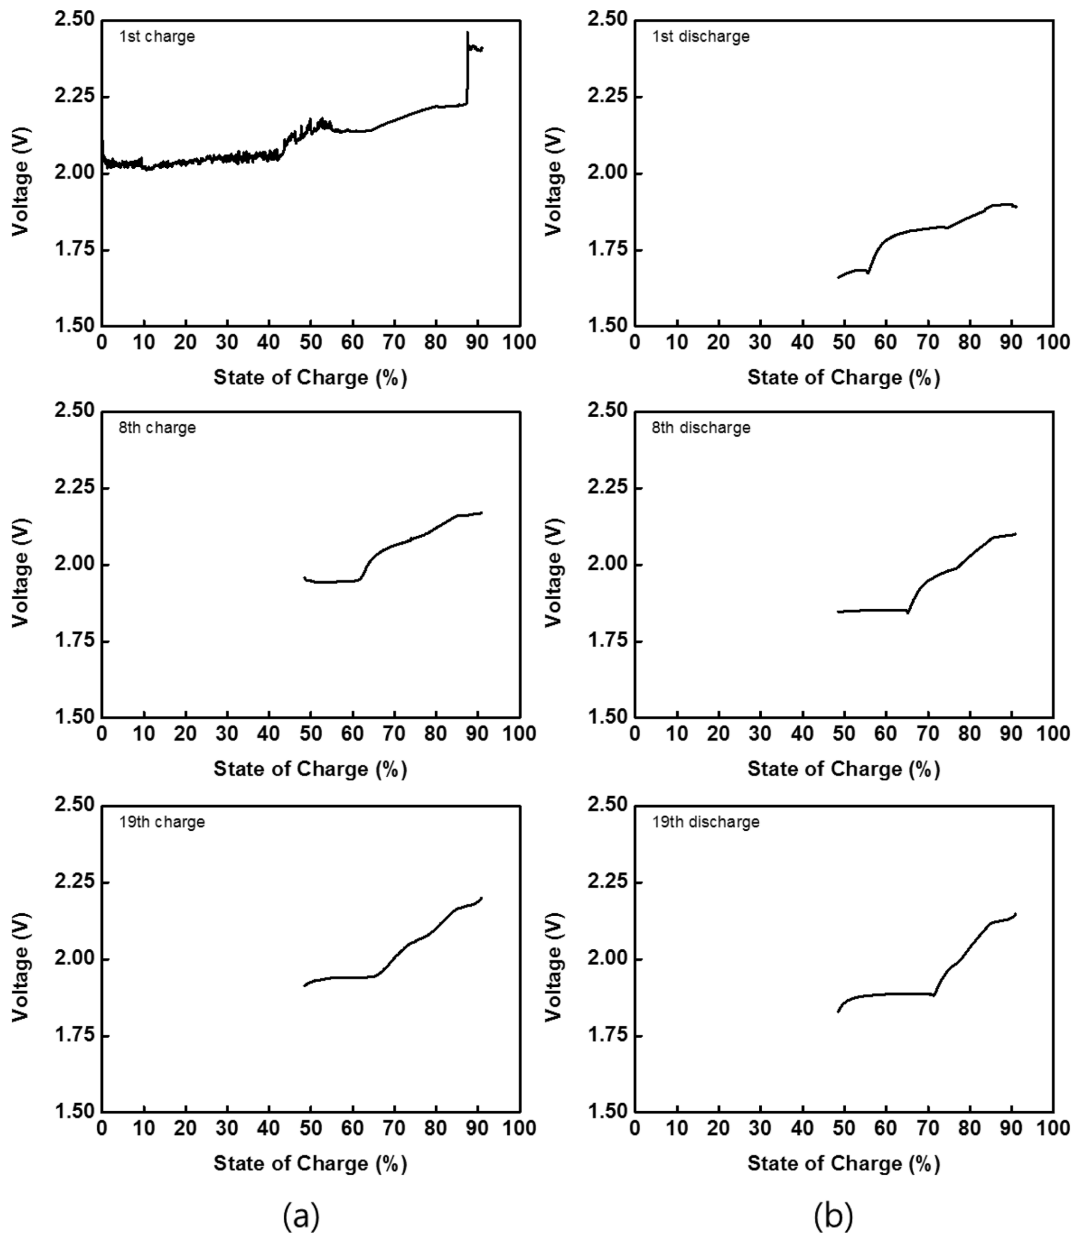 1st charge
2.50
2.25
2.00
1.75
1.50
Voltage (V)
0 10 20 30 40 50 60 70 80 90 100
State of Charge (%)
1st discharge
2.50
2.25
2.00
1.75
1.50
Voltage (V)
0 10 20 30 40 50 60 70 80 90 100
State of Charge (%)
8th charge
2.50
2.25
2.00
1.75
1.50
Voltage (V)
0 10 20 30 40 50 60 70 80 90 100
State of Charge (%)
8th discharge
2.50
2.25
2.00
1.75
1.50
Voltage (V)
0 10 20 30 40 50 60 70 80 90 100
State of Charge (%)
19th charge
2.50
2.25
2.00
1.75
1.50
Voltage (V)
0 10 20 30 40 50 60 70 80 90 100
State of Charge (%)
19th discharge
2.50
2.25
2.00
1.75
1.50
Voltage (V)
0 10 20 30 40 50 60 70 80 90 100
State of Charge (%)
(a)
(b)